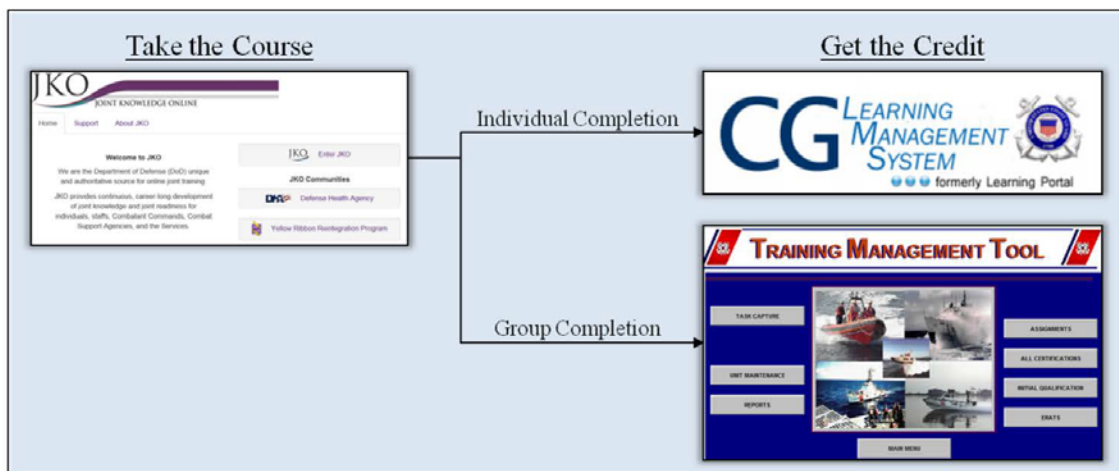 Take the Course
Get the Credit
JKO
JOINT KNOWLEDGE ONLINE
Home Support About JKO
Welcome to JKO
We are the Department of Defense (DoD) unique
and authoritative source for online joint training
JKO provides continuous, career-long development
of joint knowledge and joint readiness for
individuals, staffs, Combatant Commands, Combat
Support Agencies, and the Services.
JKO Enter JKO
JKO Communities
DHA Defense Health Agency
Yellow Ribbon Reintegration Program
Individual Completion
Group Completion
CG LEARNING
MANAGEMENT
SYSTEM
formerly Learning Portal
TRAINING MANAGEMENT TOOL
TASK CAPTURE
UNIT MAINTENANCE
REPORTS
ASSIGNMENTS
ALL CERTIFICATIONS
INITIAL QUALIFICATION
ERATS
MAIN MENU